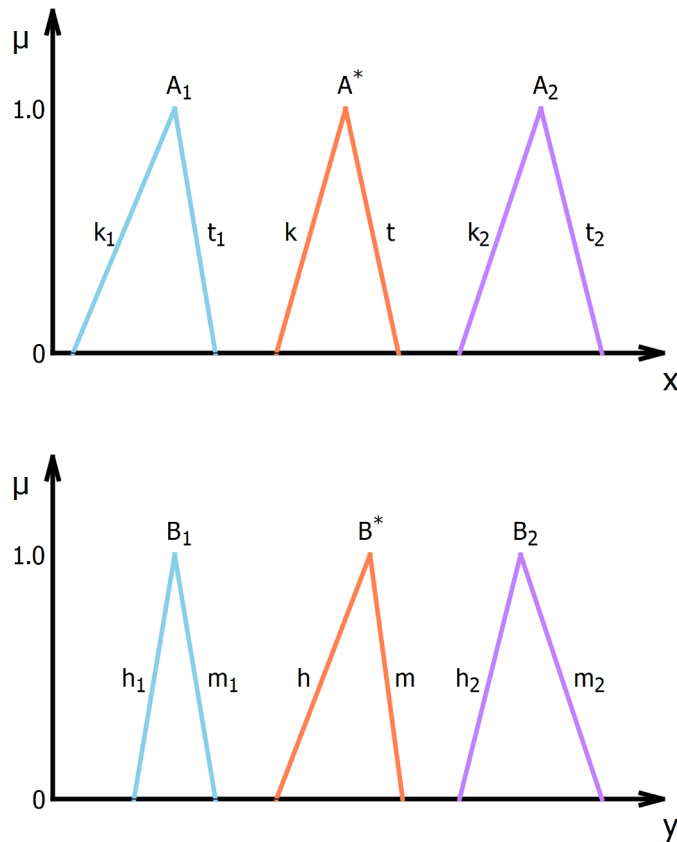 μ
A₁ A* A₂
1.0
k₁ t₁ k t k₂ t₂
0
x
μ
B₁ B* B₂
1.0
h₁ m₁ h m h₂ m₂
0
y